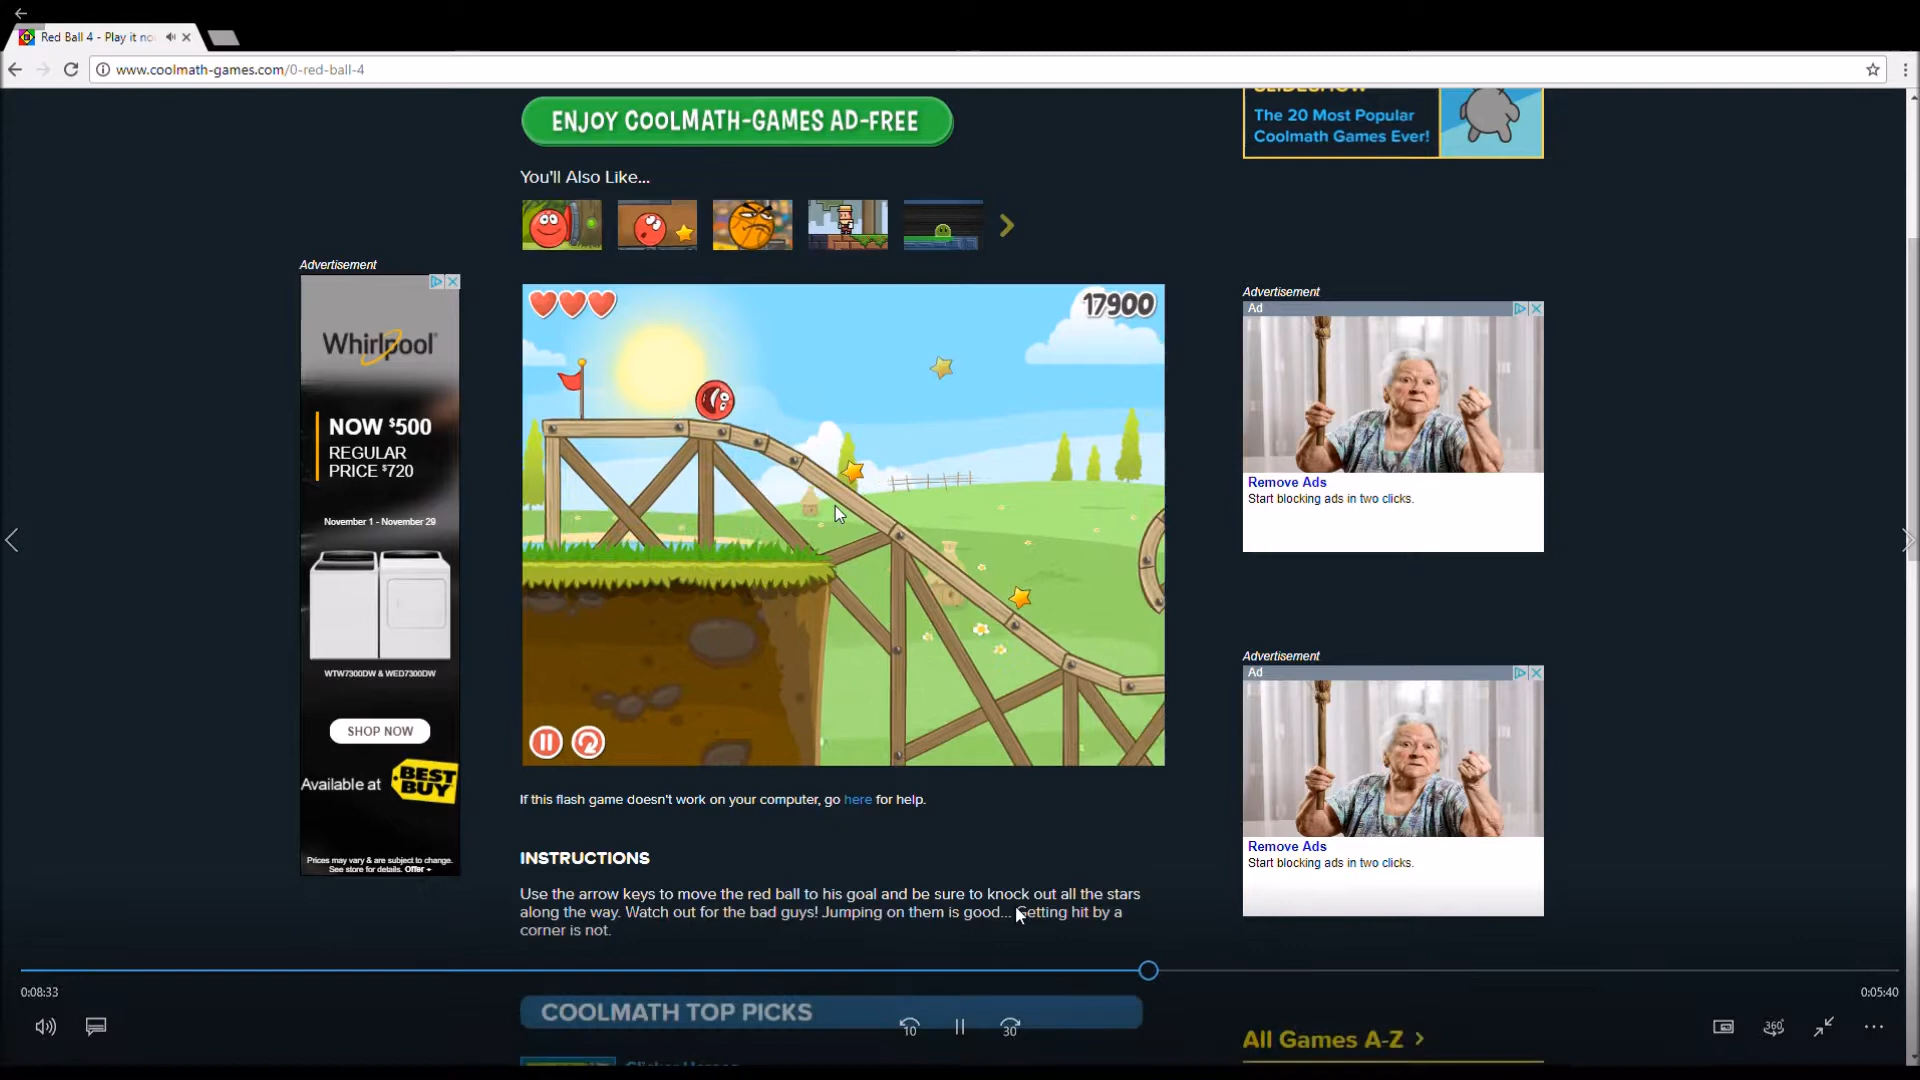 Red Ball 4 - Play it no
www.coolmath-games.com/0-red-ball-4
ENJOY COOLMATH-GAMES AD-FREE
SLIDESHOW
The 20 Most Popular
Coolmath Games Ever!
You'll Also Like...
Advertisement
Whirlpool
NOW $500
REGULAR
PRICE $720
November 1 - November 29
WTW7300DW & WED7300DW
SHOP NOW
Available at BEST BUY
Prices may vary & are subject to change.
See store for details. Offer
17900
If this flash game doesn't work on your computer, go here for help.
INSTRUCTIONS
Use the arrow keys to move the red ball to his goal and be sure to knock out all the stars
along the way. Watch out for the bad guys! Jumping on them is good... Getting hit by a
corner is not.
Advertisement
Ad
Remove Ads
Start blocking ads in two clicks.
Advertisement
Ad
Remove Ads
Start blocking ads in two clicks.
0:08:33
0:05:40
COOLMATH TOP PICKS
10
30
360
All Games A-Z >
Clicker Heroes